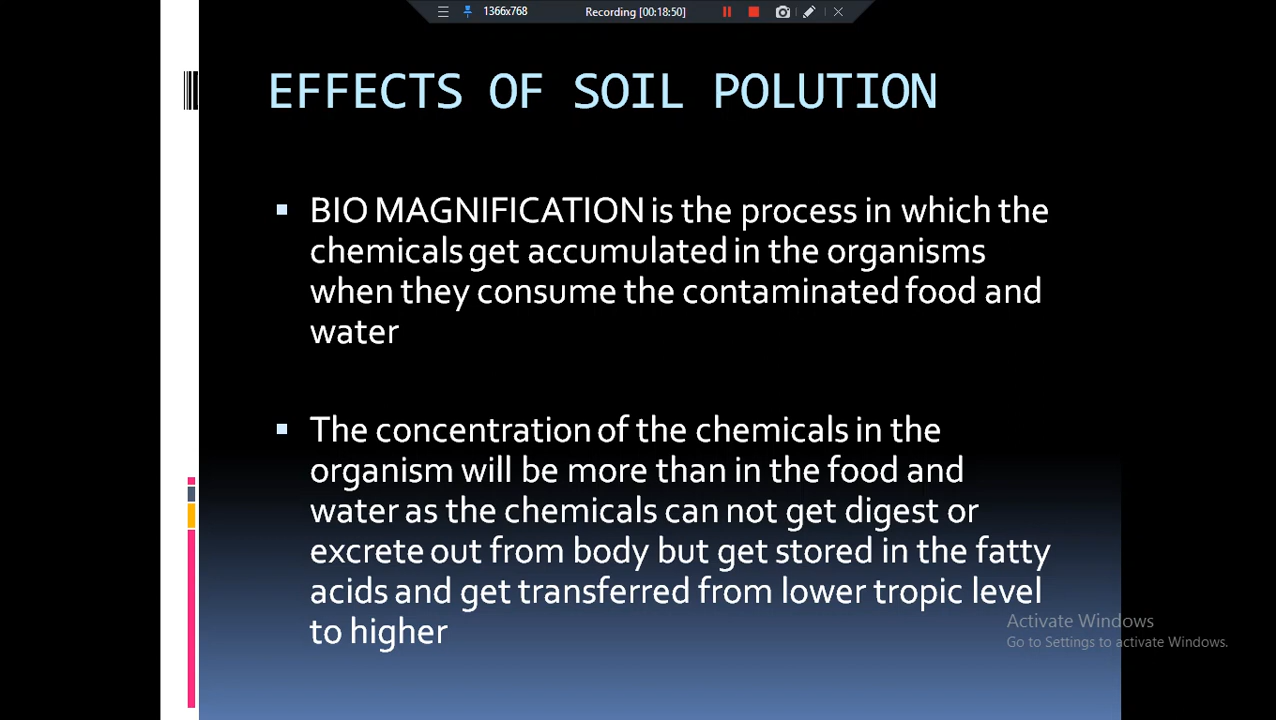 1366x768 Recording [00:18:50]
EFFECTS OF SOIL POLUTION
BIO MAGNIFICATION is the process in which the
chemicals get accumulated in the organisms
when they consume the contaminated food and
water
The concentration of the chemicals in the
organism will be more than in the food and
water as the chemicals can not get digest or
excrete out from body but get stored in the fatty
acids and get transferred from lower tropic level
to higher
Activate Windows
Go to Settings to activate Windows.